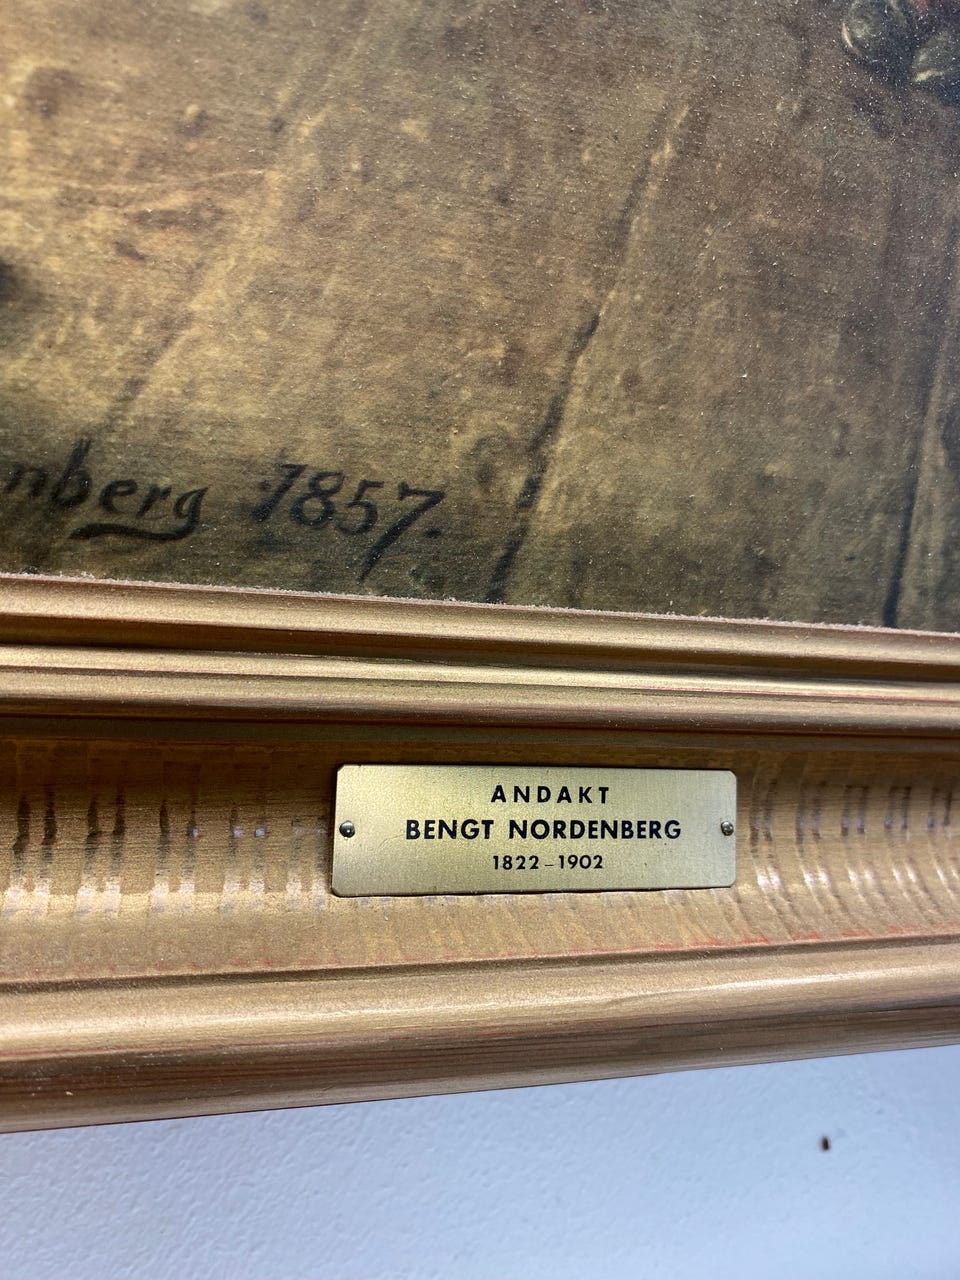 nberg 1857.
ANDAKT
BENGT NORDENBERG
1822–1902